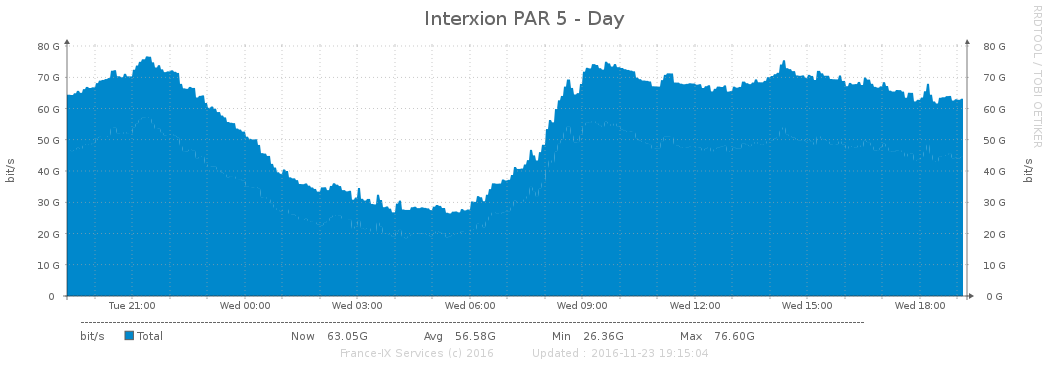 Interxion PAR 5 - Day
RRDTOOL / TOBI OETIKER
80 G 80 G
70 G 70 G
60 G 60 G
50 G 50 G
40 G 40 G
30 G 30 G
20 G 20 G
10 G 10 G
0 0 G
bit/s
bit/s
Tue 21:00 Wed 00:00 Wed 03:00 Wed 06:00 Wed 09:00 Wed 12:00 Wed 15:00 Wed 18:00
bit/s Total Now 63.05G Avg 56.58G Min 26.36G Max 76.60G
France-IX Services (c) 2016 Updated : 2016-11-23 19:15:04